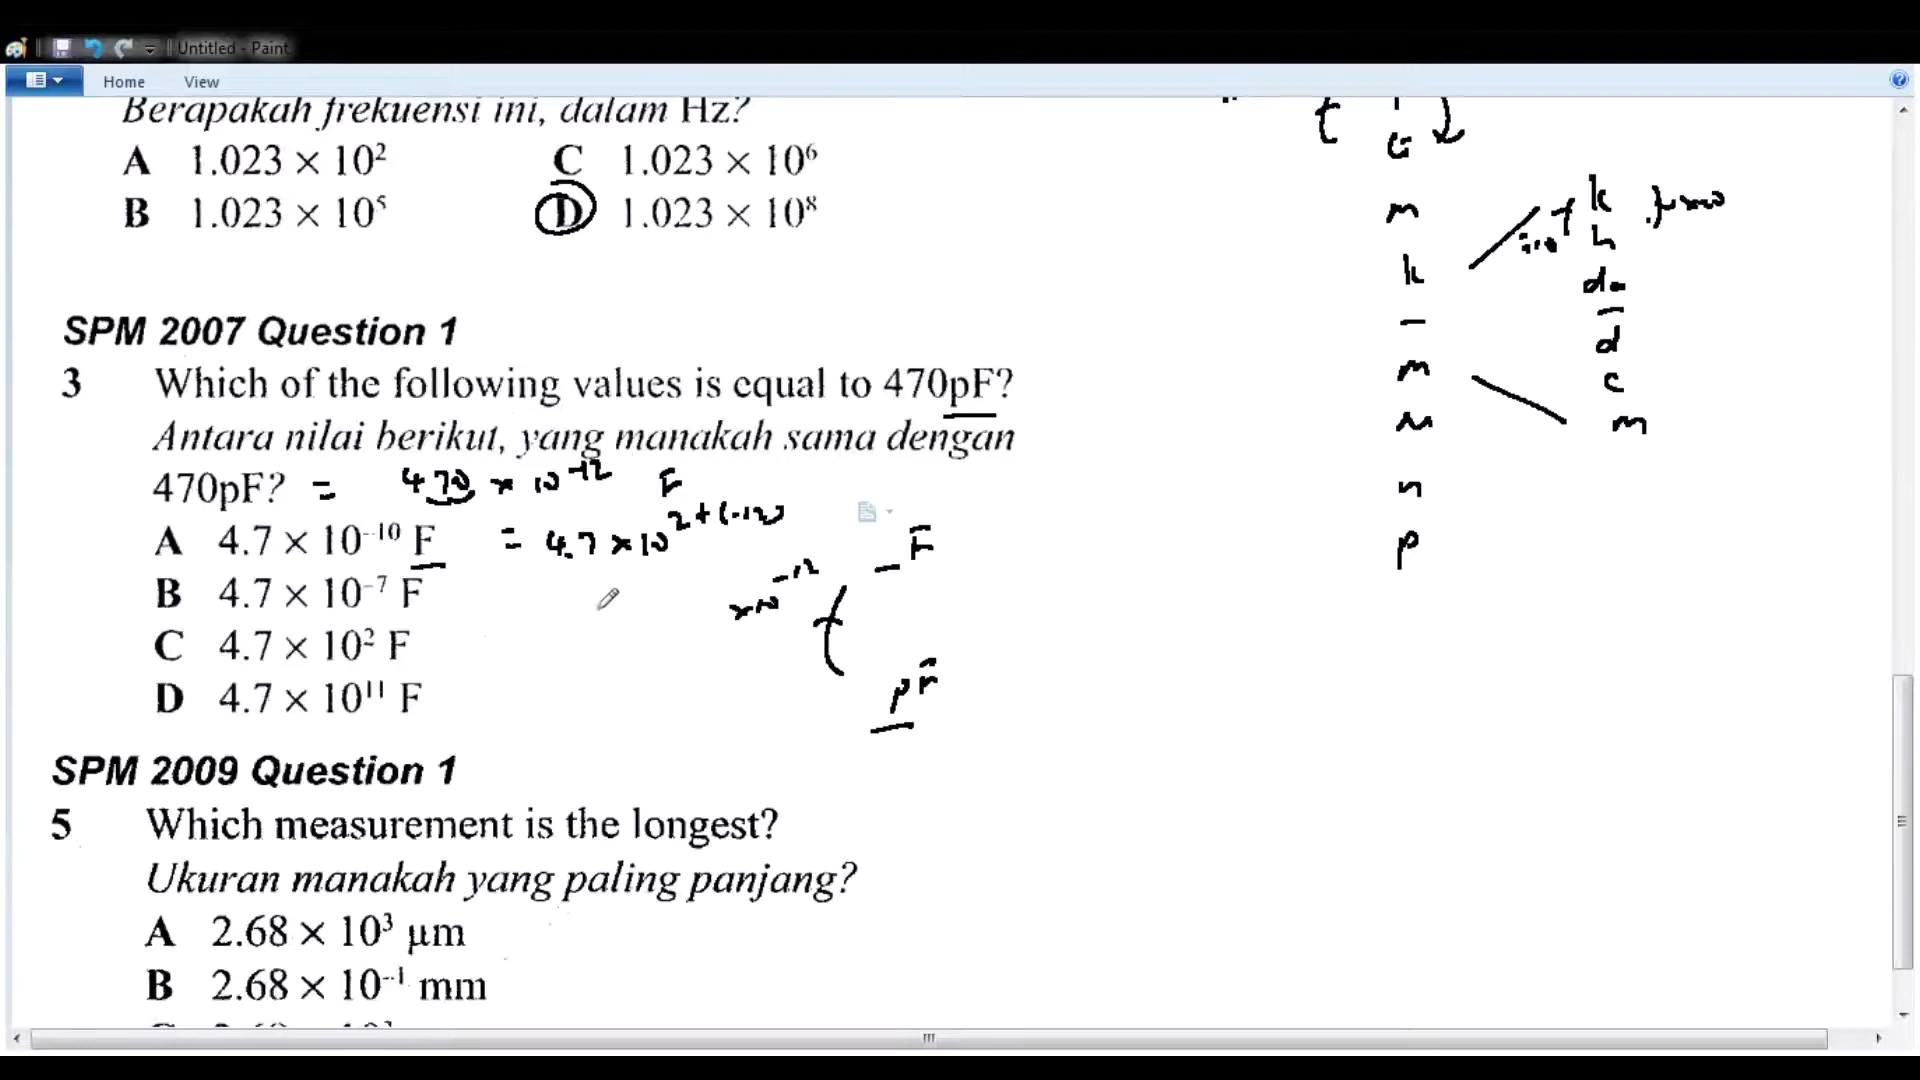 Untitled - Paint
Home View
Berapakah frekuensi ini, dalam Hz?
A 1.023 × 10² C 1.023 × 10⁶
B 1.023 × 10⁵ D 1.023 × 10⁸
SPM 2007 Question 1
3 Which of the following values is equal to 470pF?
Antara nilai berikut, yang manakah sama dengan
470pF? = 470 × 10⁻¹² F
A 4.7 × 10⁻¹⁰ F = 4.7 × 10²⁺⁽⁻¹²⁾
B 4.7 × 10⁻⁷ F
C 4.7 × 10² F
D 4.7 × 10¹¹ F
×10⁻¹²
F
pF
SPM 2009 Question 1
5 Which measurement is the longest?
Ukuran manakah yang paling panjang?
A 2.68 × 10³ μm
B 2.68 × 10⁻¹ mm
G
m
k
–
m
μ
n
p
k
h
da
–
d
c
m
÷10